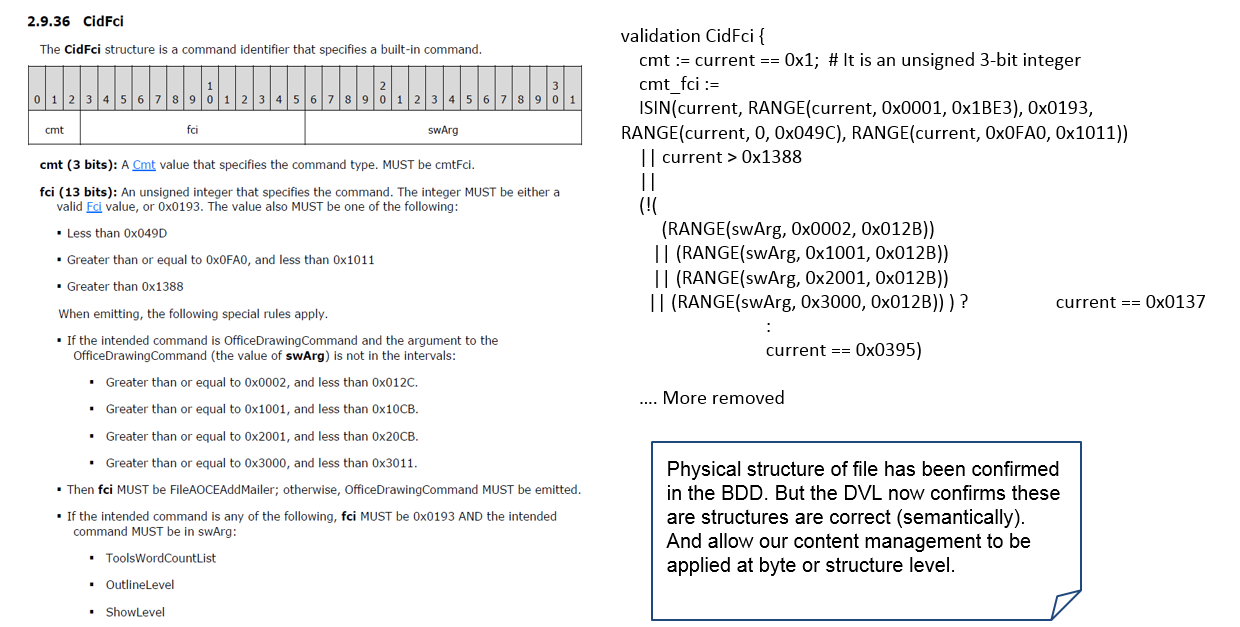 2.9.36 CidFci
The CidFci structure is a command identifier that specifies a built-in command.
0 1 2 3 4 5 6 7 8 9 1 0 1 2 3 4 5 6 7 8 9 2 0 1 2 3 4 5 6 7 8 9 3 0 1
cmt fci swArg
cmt (3 bits): A Cmt value that specifies the command type. MUST be cmtFci.
fci (13 bits): An unsigned integer that specifies the command. The integer MUST be either a
valid Fci value, or 0x0193. The value also MUST be one of the following:
▪ Less than 0x049D
▪ Greater than or equal to 0x0FA0, and less than 0x1011
▪ Greater than 0x1388
When emitting, the following special rules apply.
▪ If the intended command is OfficeDrawingCommand and the argument to the
OfficeDrawingCommand (the value of swArg) is not in the intervals:
▪ Greater than or equal to 0x0002, and less than 0x012C.
▪ Greater than or equal to 0x1001, and less than 0x10CB.
▪ Greater than or equal to 0x2001, and less than 0x20CB.
▪ Greater than or equal to 0x3000, and less than 0x3011.
▪ Then fci MUST be FileAOCEAddMailer; otherwise, OfficeDrawingCommand MUST be emitted.
▪ If the intended command is any of the following, fci MUST be 0x0193 AND the intended
command MUST be in swArg:
▪ ToolsWordCountList
▪ OutlineLevel
▪ ShowLevel
validation CidFci {
cmt := current == 0x1; # It is an unsigned 3-bit integer
cmt_fci :=
ISIN(current, RANGE(current, 0x0001, 0x1BE3), 0x0193,
RANGE(current, 0, 0x049C), RANGE(current, 0x0FA0, 0x1011))
|| current > 0x1388
||
(!(
(RANGE(swArg, 0x0002, 0x012B))
|| (RANGE(swArg, 0x1001, 0x012B))
|| (RANGE(swArg, 0x2001, 0x012B))
|| (RANGE(swArg, 0x3000, 0x012B)) ) ? current == 0x0137
:
current == 0x0395)
.... More removed
Physical structure of file has been confirmed
in the BDD. But the DVL now confirms these
are structures are correct (semantically).
And allow our content management to be
applied at byte or structure level.